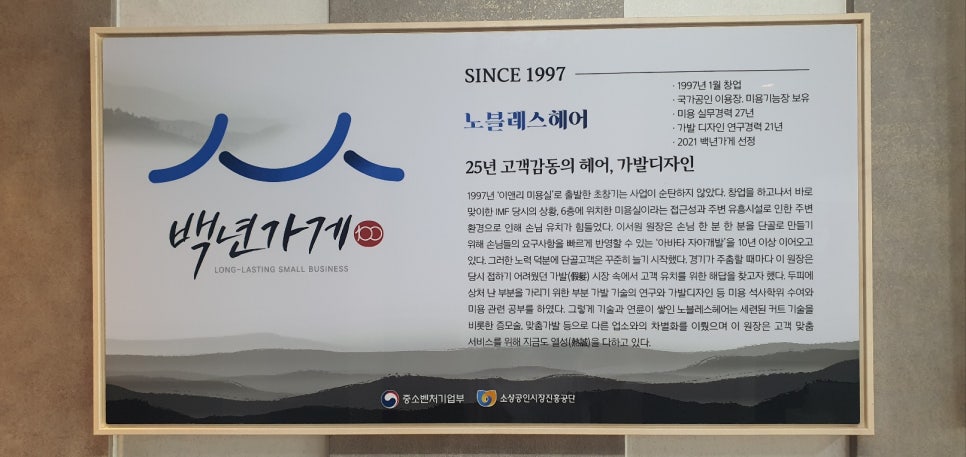 백년가게
100
LONG-LASTING SMALL BUSINESS
SINCE 1997
· 1997년 1월 창업
· 국가공인 이용장, 미용기능장 보유
· 미용 실무경력 27년
· 가발 디자인 연구경력 21년
· 2021 백년가게 선정
노블레스헤어
25년 고객감동의 헤어, 가발디자인
1997년 '이앤리 미용실'로 출발한 초창기는 사업이 순탄하지 않았다. 창업을 하고나서 바로
맞이한 IMF 당시의 상황, 6층에 위치한 미용실이라는 접근성과 주변 유흥시설로 인한 주변
환경으로 인해 손님 유치가 힘들었다. 이서원 원장은 손님 한 분 한 분을 단골로 만들기
위해 손님들의 요구사항을 빠르게 반영할 수 있는 '아바타 자아개발'을 10년 이상 이어오고
있다. 그러한 노력 덕분에 단골고객은 꾸준히 늘기 시작했다. 경기가 주춤할 때마다 이 원장은
당시 접하기 어려웠던 가발(假髮) 시장 속에서 고객 유치를 위한 해답을 찾고자 했다. 두피에
상처 난 부분을 가리기 위한 부분 가발 기술의 연구와 가발디자인 등 미용 석사학위 수여와
미용 관련 공부를 하였다. 그렇게 기술과 연륜이 쌓인 노블레스헤어는 세련된 커트 기술을
비롯한 증모술, 맞춤가발 등으로 다른 업소와의 차별화를 이뤘으며 이 원장은 고객 맞춤
서비스를 위해 지금도 열성(熱誠)을 다하고 있다.
중소벤처기업부
소상공인시장진흥공단